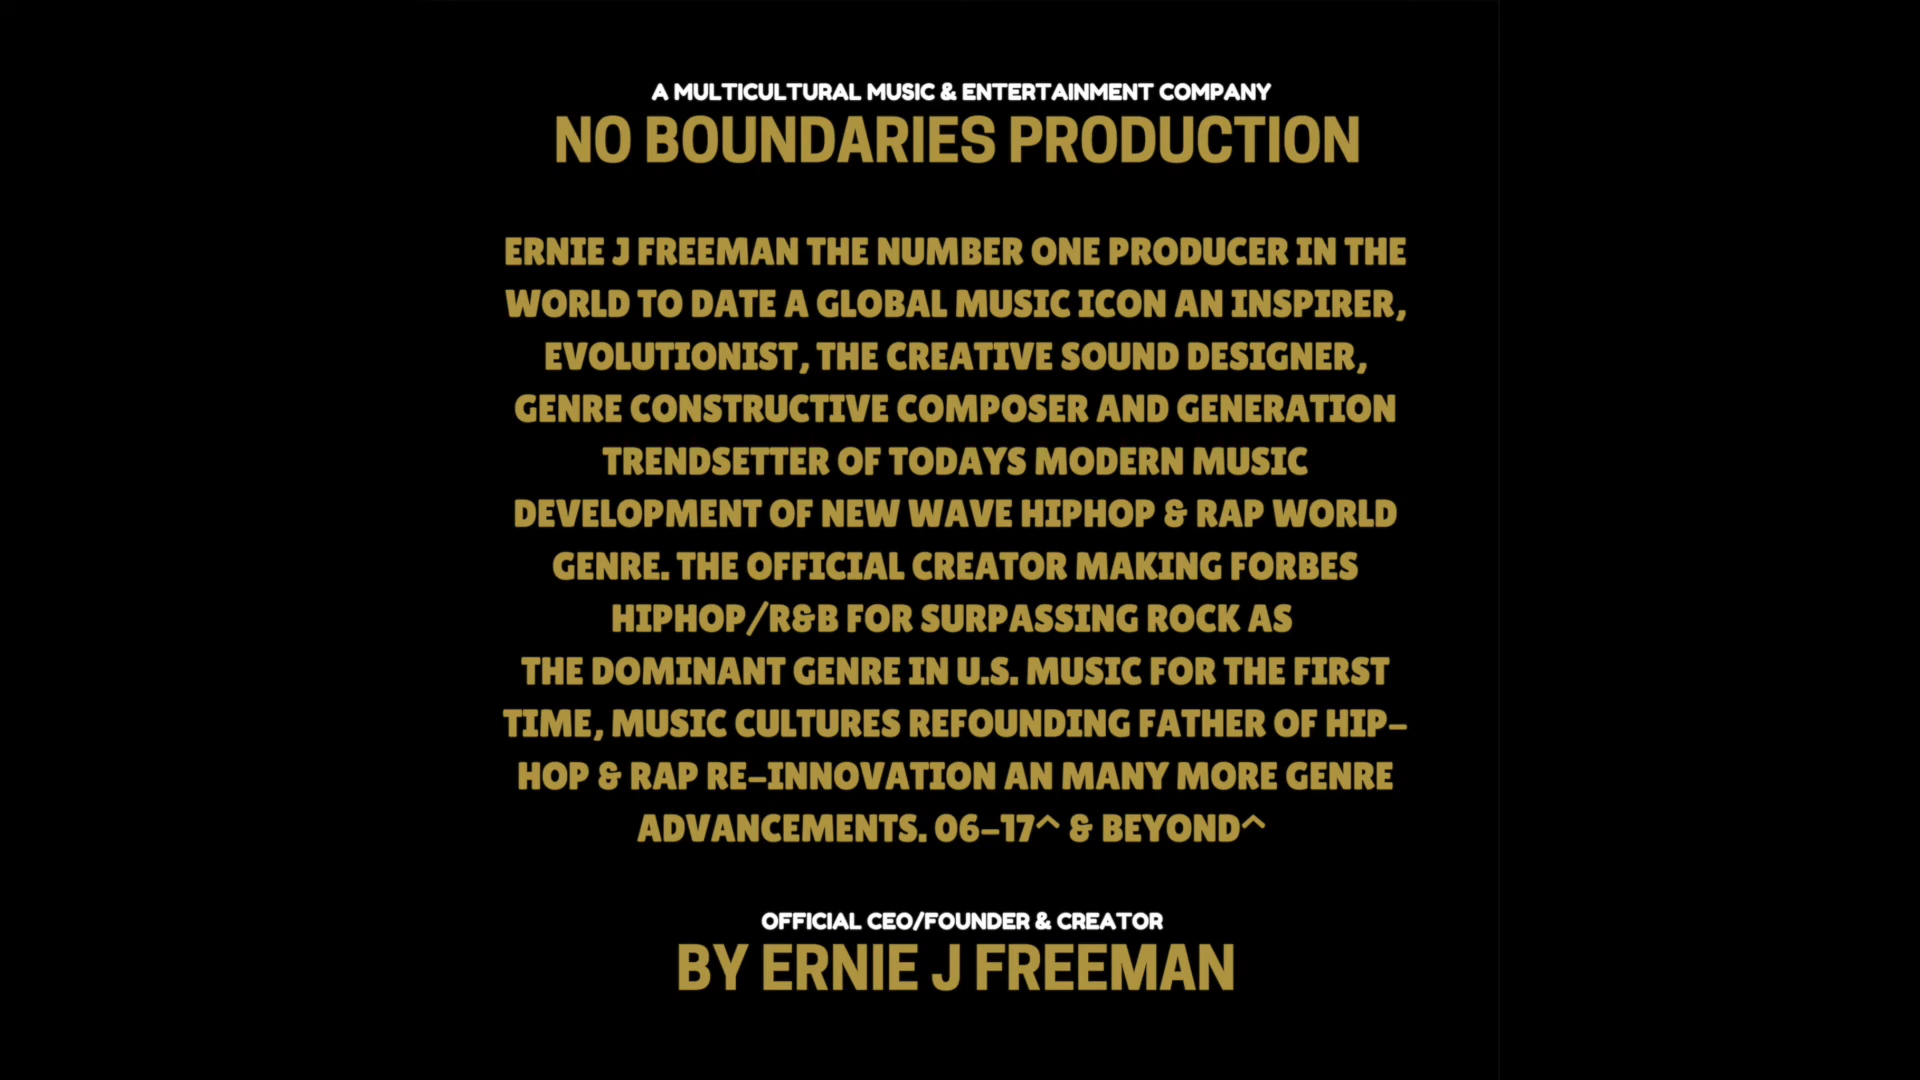 A MULTICULTURAL MUSIC & ENTERTAINMENT COMPANY
NO BOUNDARIES PRODUCTION
ERNIE J FREEMAN THE NUMBER ONE PRODUCER IN THE
WORLD TO DATE A GLOBAL MUSIC ICON AN INSPIRER,
EVOLUTIONIST, THE CREATIVE SOUND DESIGNER,
GENRE CONSTRUCTIVE COMPOSER AND GENERATION
TRENDSETTER OF TODAYS MODERN MUSIC
DEVELOPMENT OF NEW WAVE HIPHOP & RAP WORLD
GENRE. THE OFFICIAL CREATOR MAKING FORBES
HIPHOP/R&B FOR SURPASSING ROCK AS
THE DOMINANT GENRE IN U.S. MUSIC FOR THE FIRST
TIME, MUSIC CULTURES REFOUNDING FATHER OF HIP-
HOP & RAP RE-INNOVATION AN MANY MORE GENRE
ADVANCEMENTS. 06-17^ & BEYOND^
OFFICIAL CEO/FOUNDER & CREATOR
BY ERNIE J FREEMAN